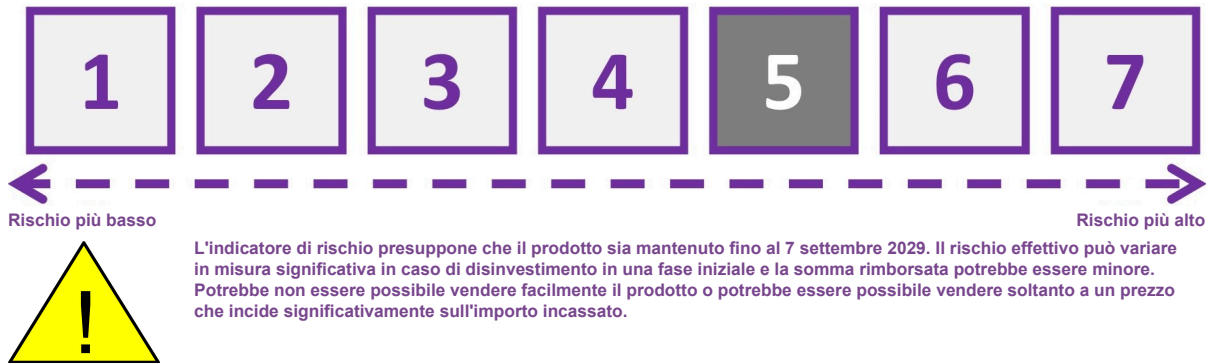 1 2 3 4 5 6 7
Rischio più basso Rischio più alto
L'indicatore di rischio presuppone che il prodotto sia mantenuto fino al 7 settembre 2029. Il rischio effettivo può variare
in misura significativa in caso di disinvestimento in una fase iniziale e la somma rimborsata potrebbe essere minore.
Potrebbe non essere possibile vendere facilmente il prodotto o potrebbe essere possibile vendere soltanto a un prezzo
che incide significativamente sull'importo incassato.
!